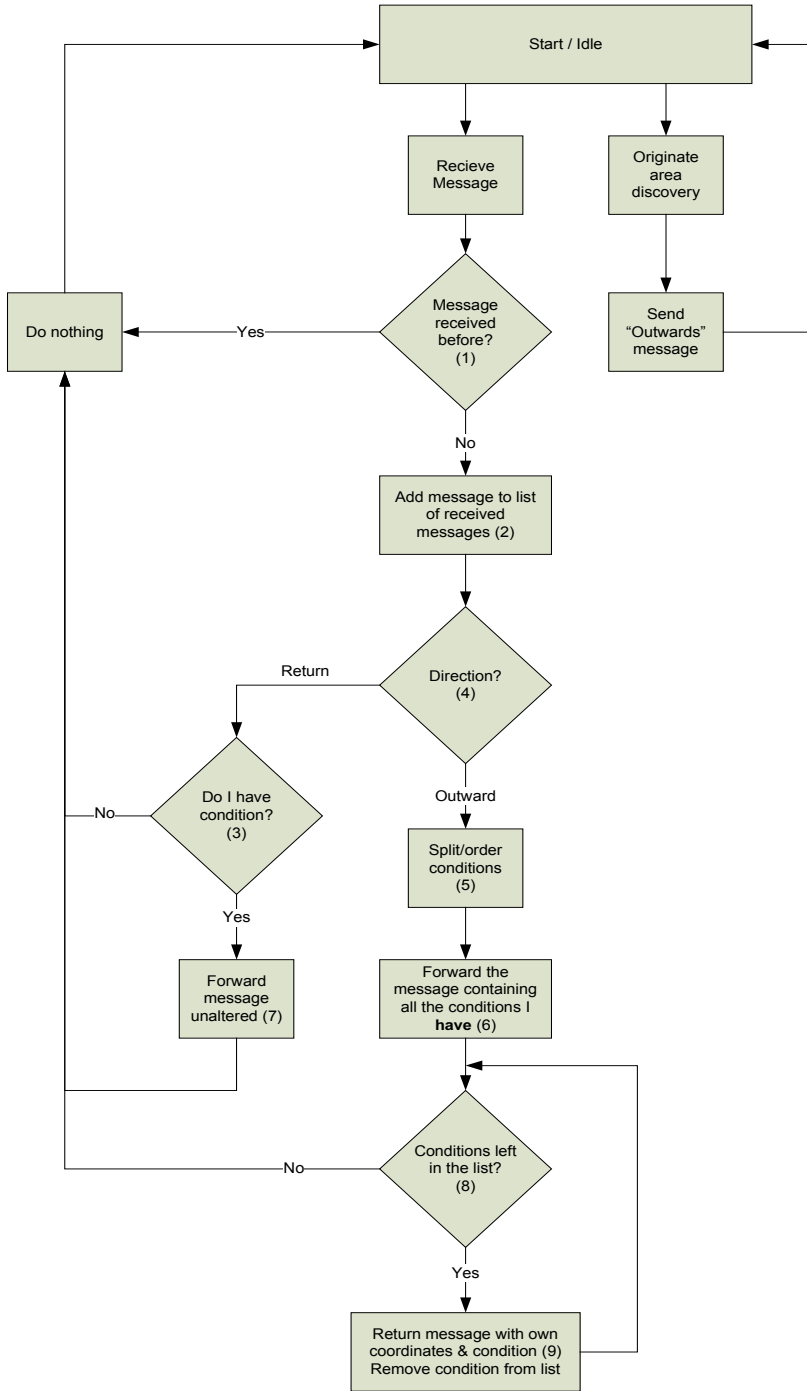 Start / Idle
Recieve
Message
Originate
area
discovery
Message
received
before?
(1)
Yes
Do nothing
Send
“Outwards”
message
No
Add message to list
of received
messages (2)
Direction?
(4)
Return
Outward
Do I have
condition?
(3)
No
Yes
Split/order
conditions
(5)
Forward
message
unaltered (7)
Forward the
message containing
all the conditions I
have (6)
Conditions left
in the list?
(8)
No
Yes
Return message with own
coordinates & condition (9)
Remove condition from list